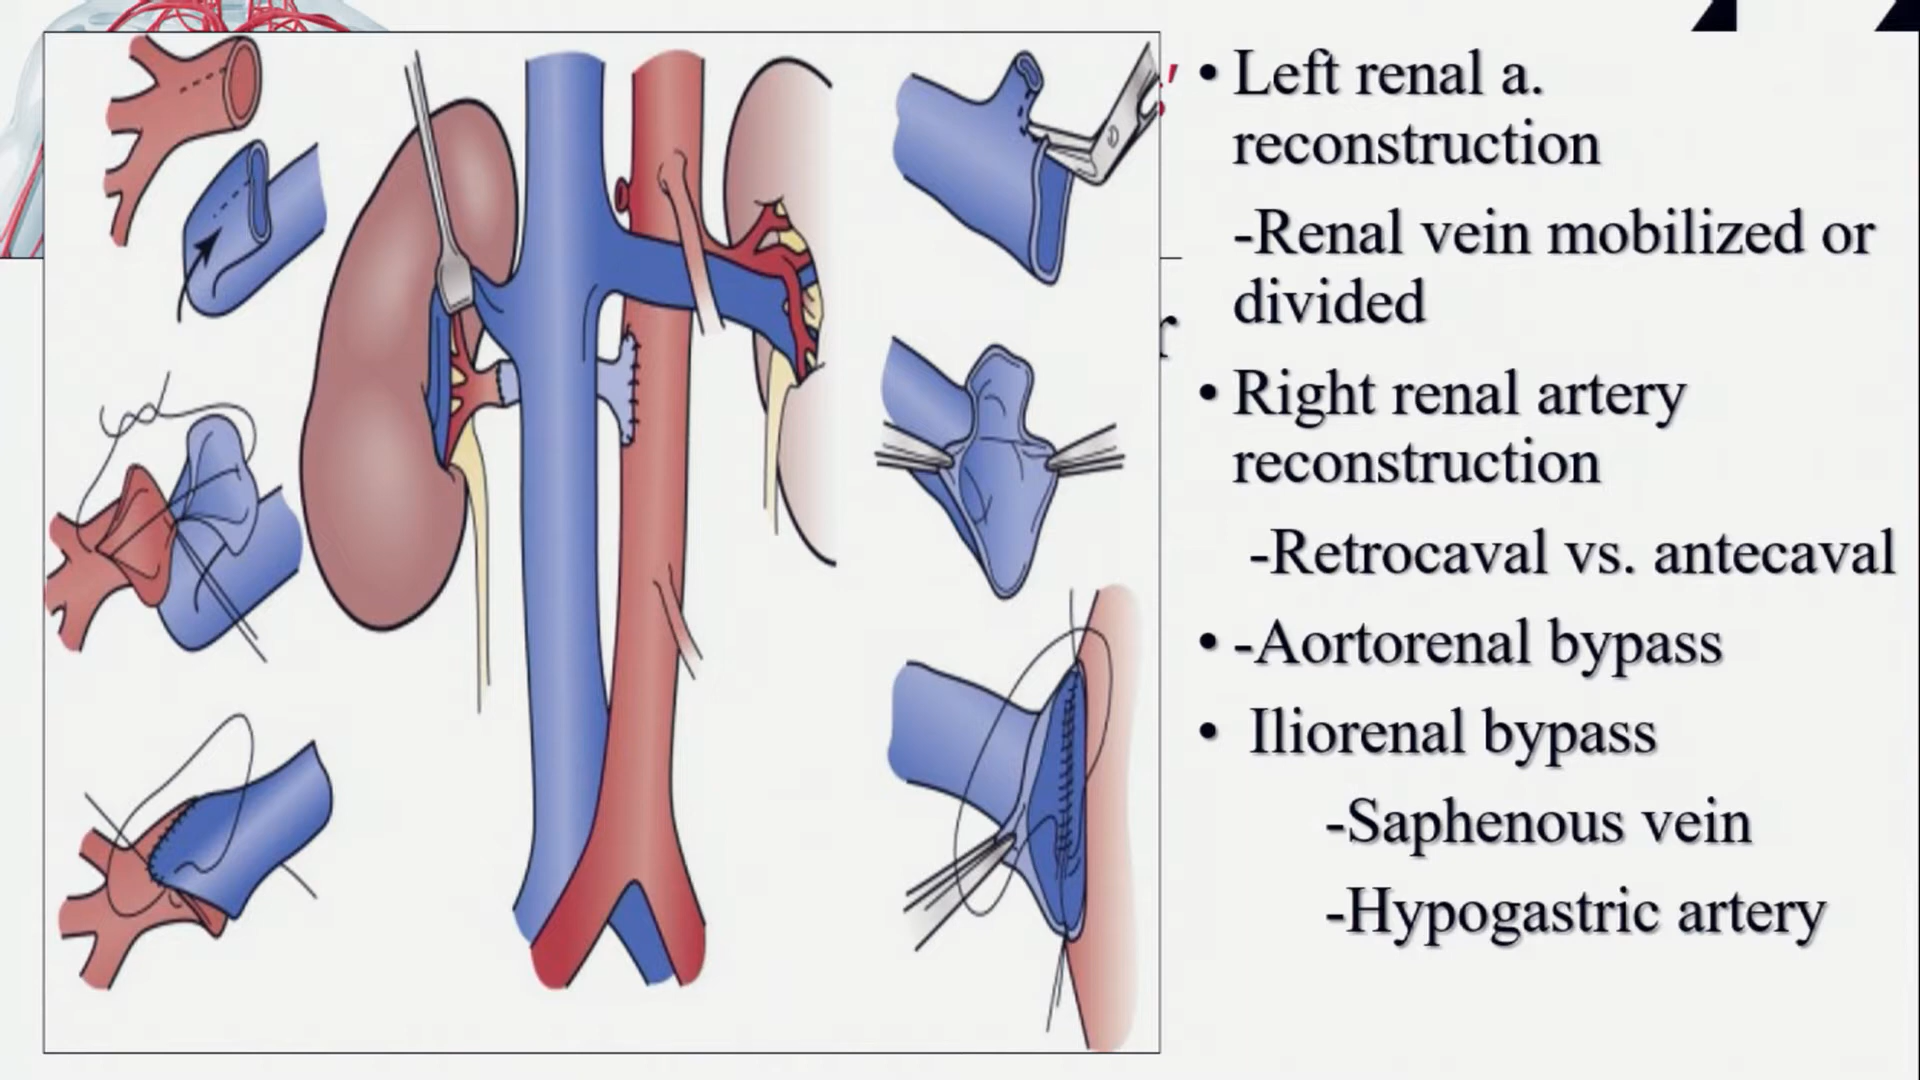 • Left renal a.
reconstruction
-Renal vein mobilized or
divided
• Right renal artery
reconstruction
-Retrocaval vs. antecaval
• -Aortorenal bypass
• Iliorenal bypass
-Saphenous vein
-Hypogastric artery